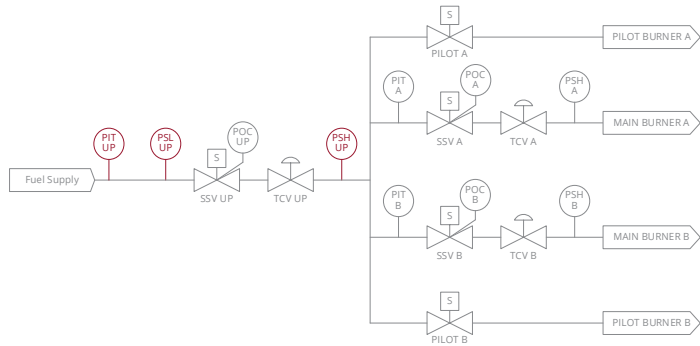 S
PILOT A
PILOT BURNER A
PIT
A
S
POC
A
SSV A
TCV A
PSH
A
MAIN BURNER A
Fuel Supply
PIT
UP
PSL
UP
S
POC
UP
SSV UP
TCV UP
PSH
UP
PIT
B
S
POC
B
SSV B
TCV B
PSH
B
MAIN BURNER B
S
PILOT B
PILOT BURNER B